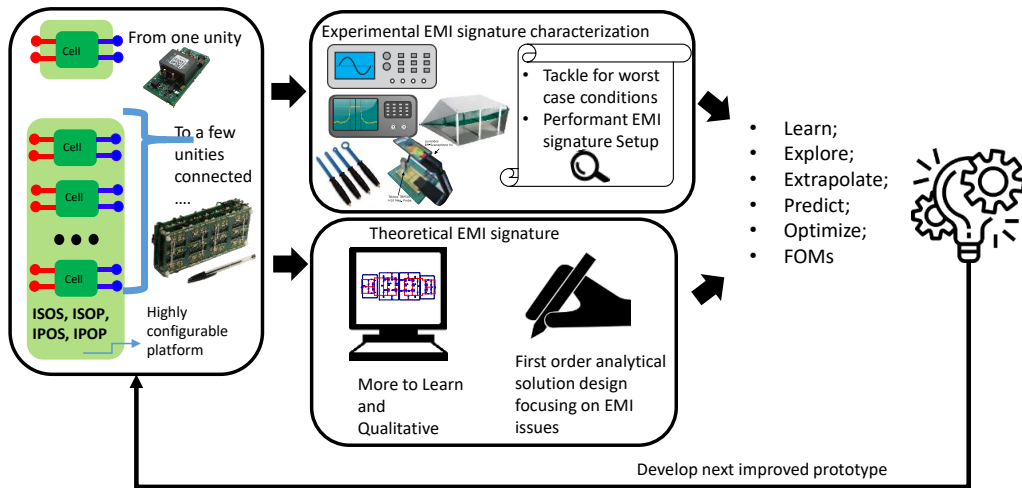 From one unity
Cell
To a few
unities
connected
....
Cell
Cell
Cell
ISOS, ISOP,
IPOS, IPOP
Highly
configurable
platform
Experimental EMI signature characterization
• Tackle for worst
case conditions
• Performant EMI
signature Setup
Theoretical EMI signature
More to Learn
and
Qualitative
First order analytical
solution design
focusing on EMI
issues
• Learn;
• Explore;
• Extrapolate;
• Predict;
• Optimize;
• FOMs
Develop next improved prototype